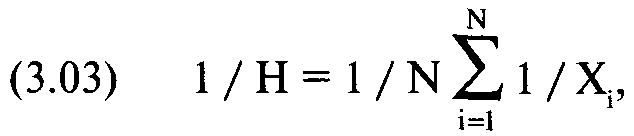 (3.03) 1 / H = 1 / N ∑_{i=1}^{N} 1 / X_i,